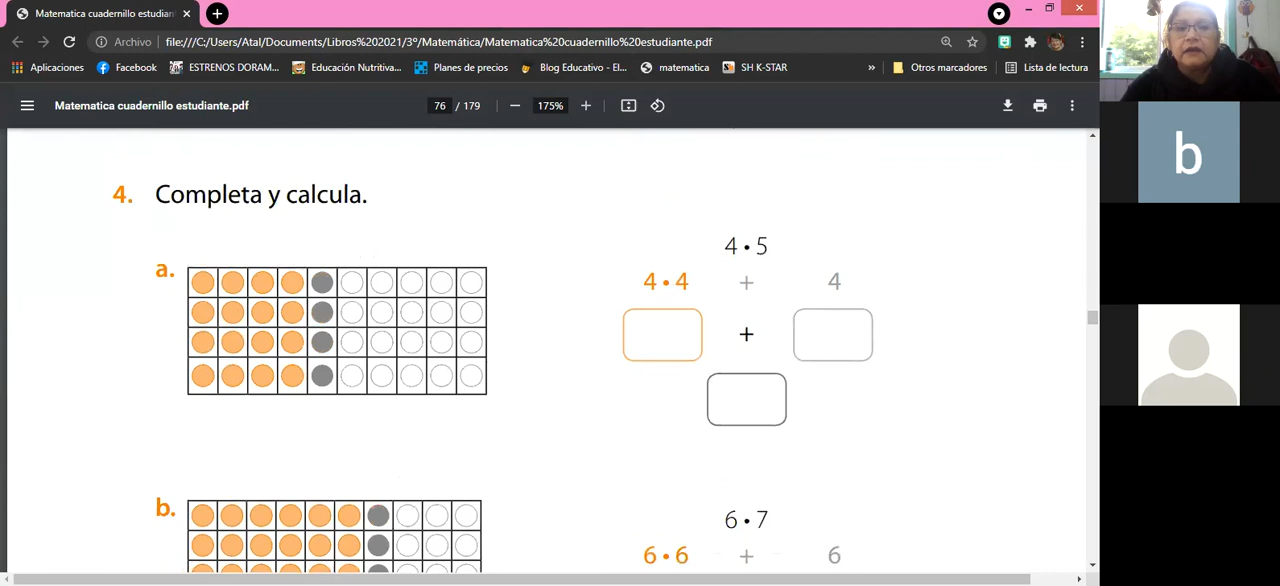 Matematica cuadernillo estudian
Archivo | file:///C:/Users/Atal/Documents/Libros%202021/3º/Matemática/Matematica%20cuadernillo%20estudiante.pdf
Aplicaciones Facebook ESTRENOS DORAM... Educación Nutritiva... Planes de precios Blog Educativo - El... matematica SH K-STAR » Otros marcadores Lista de lectura
Matematica cuadernillo estudiante.pdf 76 / 179 − 175% +
4. Completa y calcula.
a.
4 • 5
4 • 4 + 4
+
b.
6 • 7
6 • 6 + 6
b